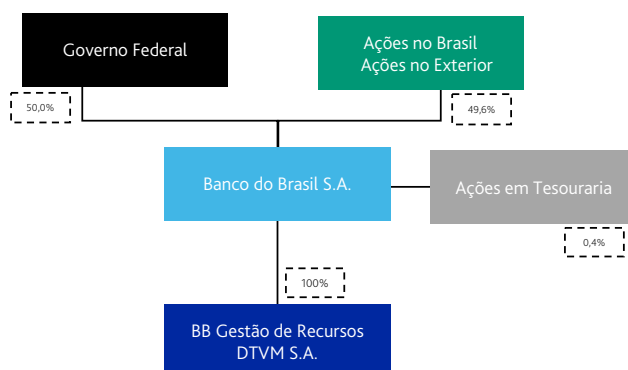 Governo Federal
Ações no Brasil
Ações no Exterior
50,0%
49,6%
Banco do Brasil S.A.
Ações em Tesouraria
0,4%
100%
BB Gestão de Recursos
DTVM S.A.